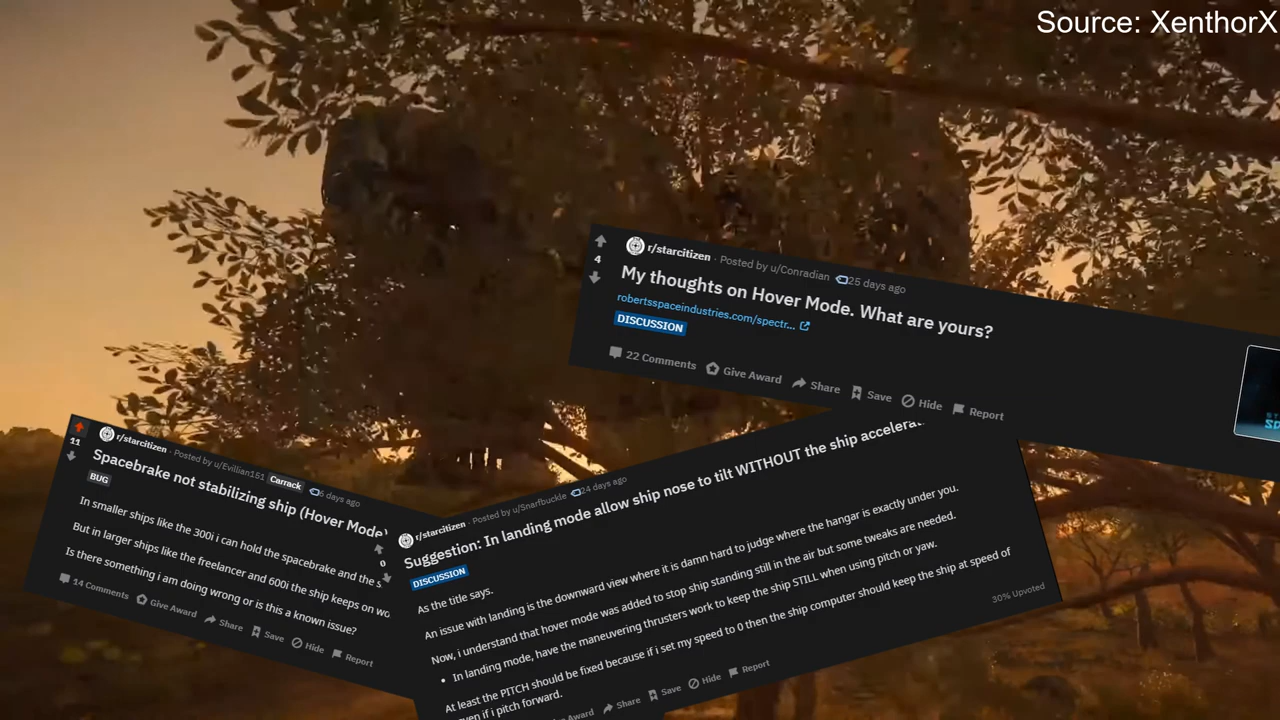 Source: XenthorX
4
r/starcitizen · Posted by u/Conradian 25 days ago
My thoughts on Hover Mode. What are yours?
robertsspaceindustries.com/spectr...
DISCUSSION
22 Comments Give Award Share Save Hide Report
11
r/starcitizen · Posted by u/Evillian151 Carrack 6 days ago
Spacebrake not stabilizing ship (Hover Mode)
BUG
In smaller ships like the 300i i can hold the spacebrake and the s
But in larger ships like the freelancer and 600i the ship keeps on wo
Is there something i am doing wrong or is this a known issue?
14 Comments Give Award Share Save Hide Report
0
r/starcitizen · Posted by u/Snarfbuckle 24 days ago
Suggestion: In landing mode allow ship nose to tilt WITHOUT the ship accelerat
DISCUSSION
As the title says.
An issue with landing is the downward view where it is damn hard to judge where the hangar is exactly under you.
Now, i understand that hover mode was added to stop ship standing still in the air but some tweaks are needed.
• In landing mode, have the maneuvering thrusters work to keep the ship STILL when using pitch or yaw.
At least the PITCH should be fixed because if i set my speed to 0 then the ship computer should keep the ship at speed of
even if i pitch forward.
Award Share Save Hide Report
30% Upvoted